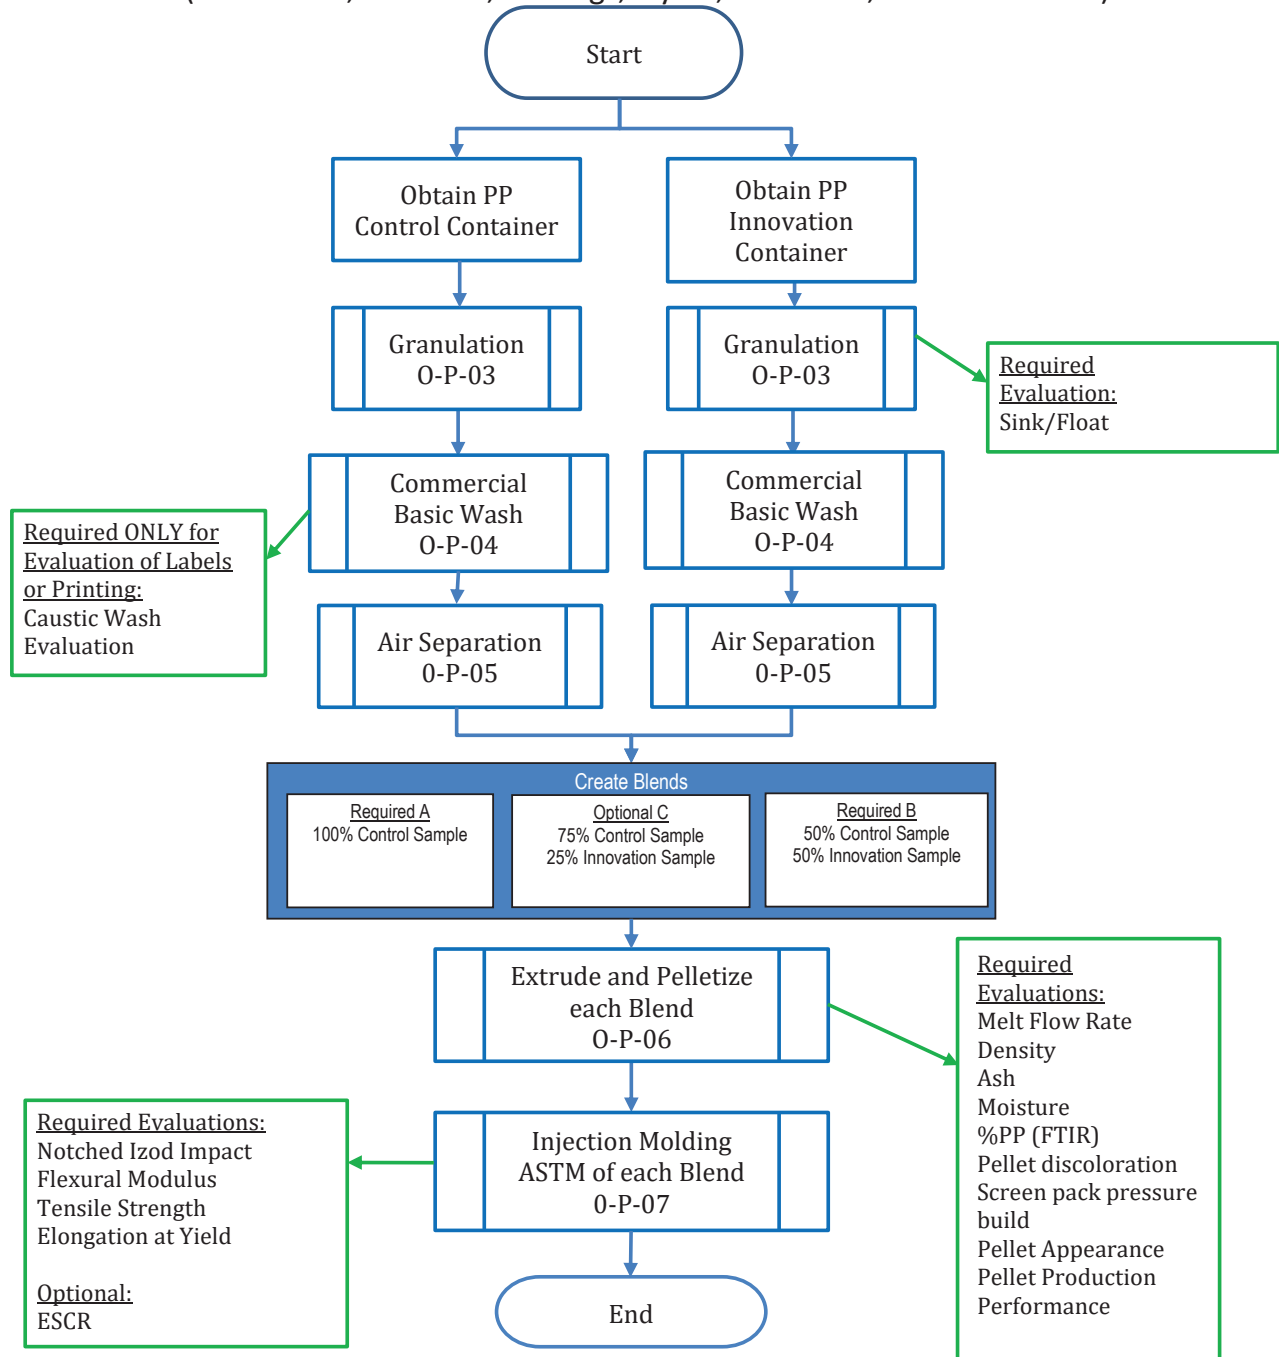 Start
Obtain PP
Control Container
Obtain PP
Innovation
Container
Granulation
O-P-03
Granulation
O-P-03
Required
Evaluation:
Sink/Float
Commercial
Basic Wash
O-P-04
Commercial
Basic Wash
O-P-04
Required ONLY for
Evaluation of Labels
or Printing:
Caustic Wash
Evaluation
Air Separation
0-P-05
Air Separation
0-P-05
Create Blends
Required A
100% Control Sample
Optional C
75% Control Sample
25% Innovation Sample
Required B
50% Control Sample
50% Innovation Sample
Extrude and Pelletize
each Blend
O-P-06
Required
Evaluations:
Melt Flow Rate
Density
Ash
Moisture
%PP (FTIR)
Pellet discoloration
Screen pack pressure
build
Pellet Appearance
Pellet Production
Performance
Injection Molding
ASTM of each Blend
0-P-07
Required Evaluations:
Notched Izod Impact
Flexural Modulus
Tensile Strength
Elongation at Yield
Optional:
ESCR
End